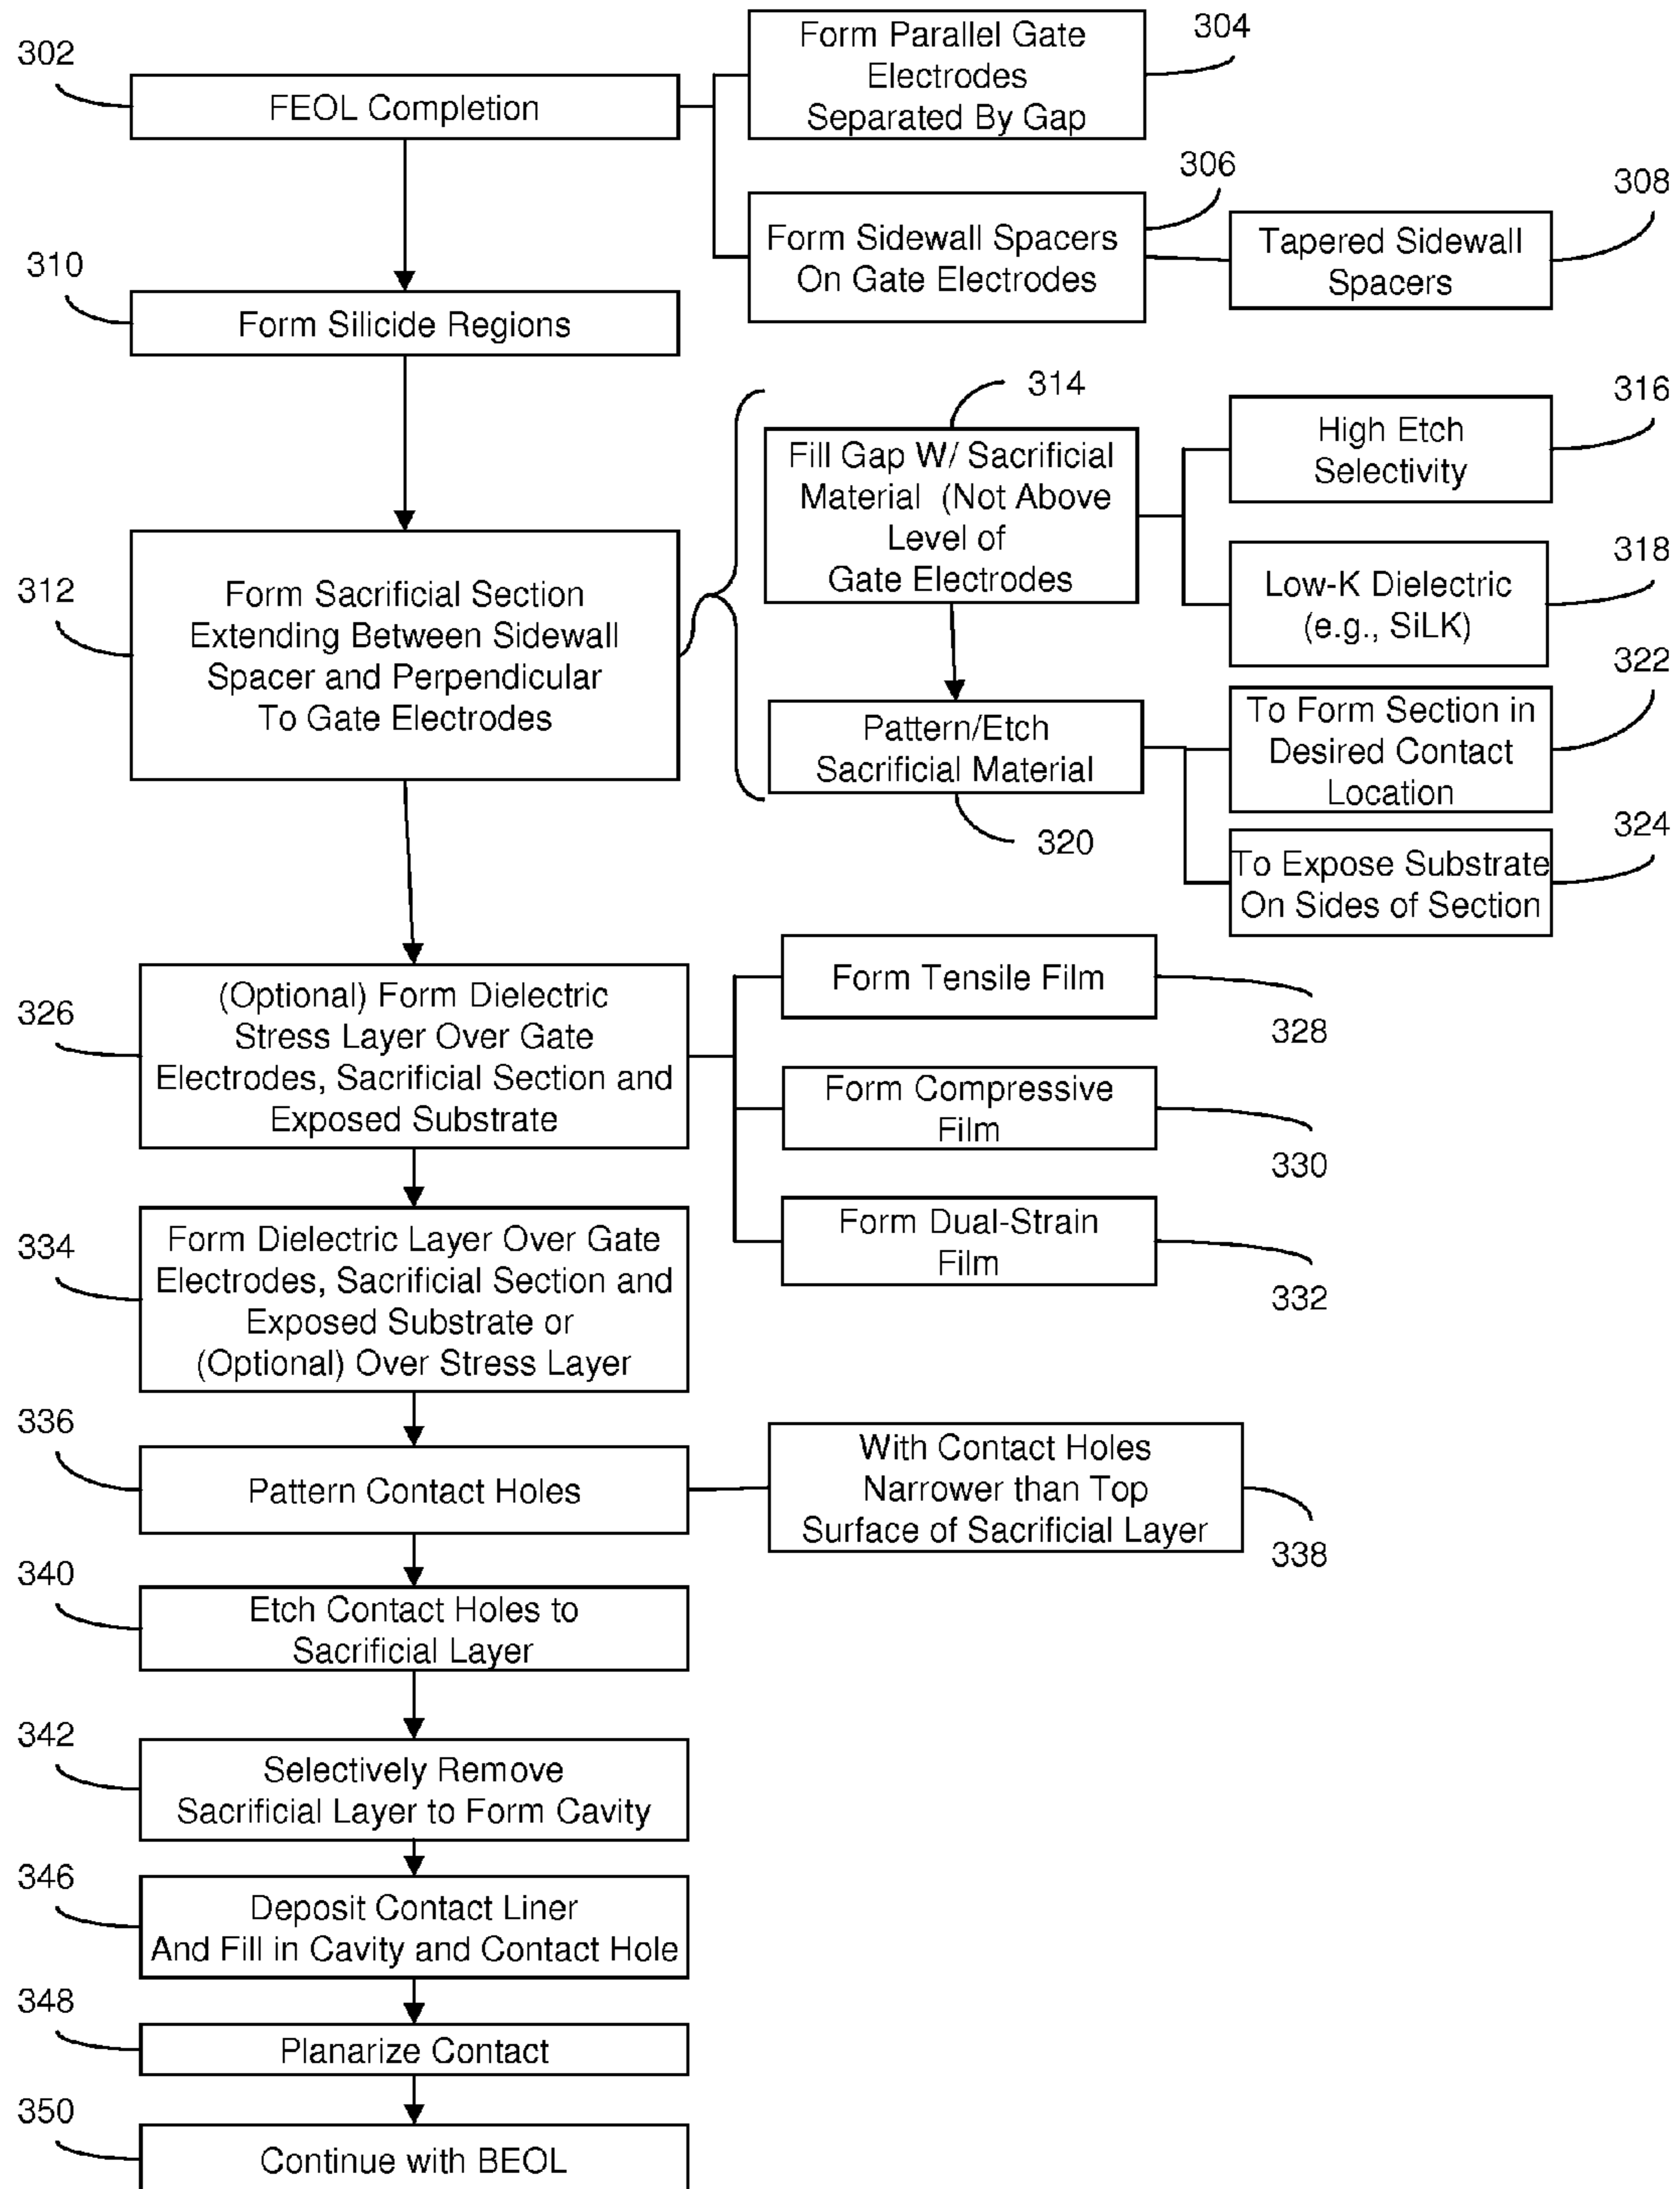 302
FEOL Completion
Form Parallel Gate
Electrodes
Separated By Gap
304
306
Form Sidewall Spacers
On Gate Electrodes
Tapered Sidewall
Spacers
308
310
Form Silicide Regions
312
Form Sacrificial Section
Extending Between Sidewall
Spacer and Perpendicular
To Gate Electrodes
314
Fill Gap W/ Sacrificial
Material (Not Above
Level of
Gate Electrodes
High Etch
Selectivity
316
Low-K Dielectric
(e.g., SiLK)
318
Pattern/Etch
Sacrificial Material
320
To Form Section in
Desired Contact
Location
322
To Expose Substrate
On Sides of Section
324
326
(Optional) Form Dielectric
Stress Layer Over Gate
Electrodes, Sacrificial Section and
Exposed Substrate
Form Tensile Film
328
Form Compressive
Film
330
Form Dual-Strain
Film
332
334
Form Dielectric Layer Over Gate
Electrodes, Sacrificial Section and
Exposed Substrate or
(Optional) Over Stress Layer
336
Pattern Contact Holes
With Contact Holes
Narrower than Top
Surface of Sacrificial Layer
338
340
Etch Contact Holes to
Sacrificial Layer
342
Selectively Remove
Sacrificial Layer to Form Cavity
346
Deposit Contact Liner
And Fill in Cavity and Contact Hole
348
Planarize Contact
350
Continue with BEOL